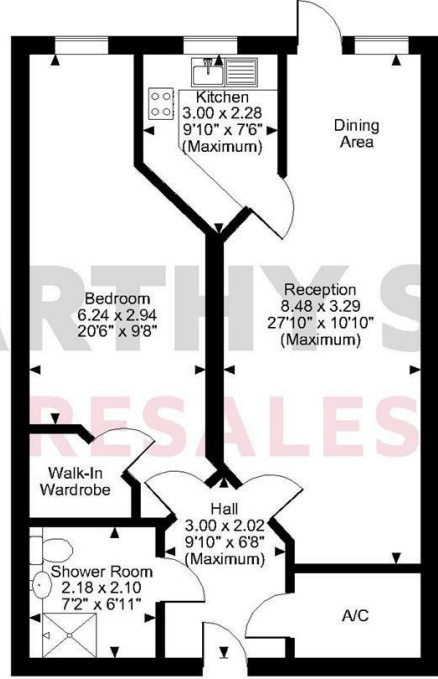 Kitchen
3.00 x 2.28
9'10" x 7'6"
(Maximum)
Dining
Area
Bedroom
6.24 x 2.94
20'6" x 9'8"
Reception
8.48 x 3.29
27'10" x 10'10"
(Maximum)
ARTHY S
RESALES
Walk-In
Wardrobe
Hall
3.00 x 2.02
9'10" x 6'8"
(Maximum)
Shower Room
2.18 x 2.10
7'2" x 6'11"
A/C